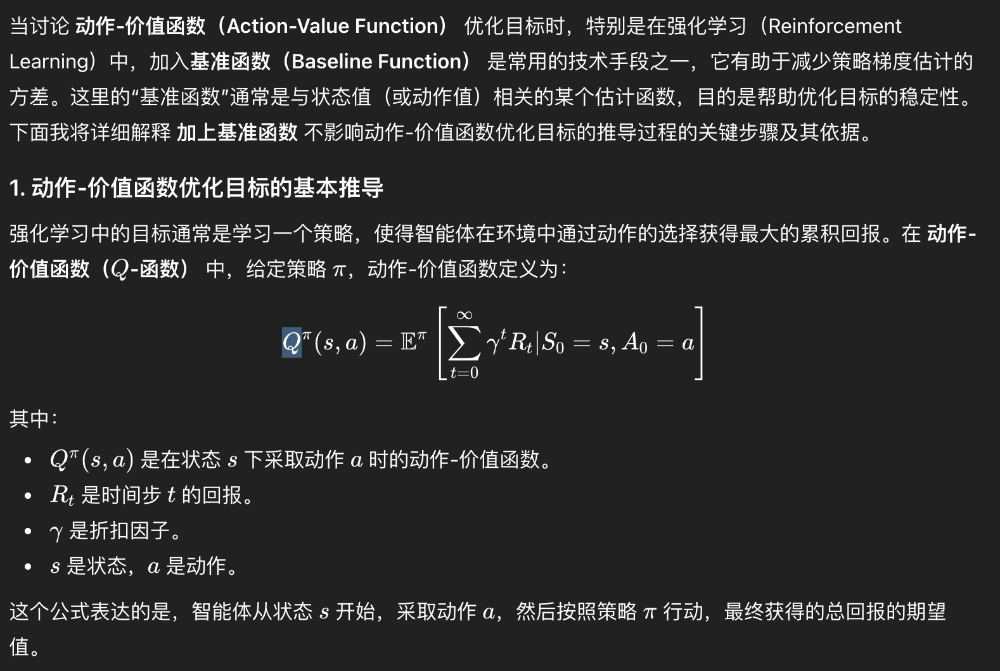 当讨论 动作-价值函数（Action-Value Function） 优化目标时，特别是在强化学习（Reinforcement
Learning）中，加入基准函数（Baseline Function） 是常用的技术手段之一，它有助于减少策略梯度估计的
方差。这里的“基准函数”通常是与状态值（或动作值）相关的某个估计函数，目的是帮助优化目标的稳定性。
下面我将详细解释 加上基准函数 不影响动作-价值函数优化目标的推导过程的关键步骤及其依据。
1. 动作-价值函数优化目标的基本推导
强化学习中的目标通常是学习一个策略，使得智能体在环境中通过动作的选择获得最大的累积回报。在 动作-
价值函数（Q-函数） 中，给定策略 π，动作-价值函数定义为：
Q^π(s, a) = 𝔼^π [∑_{t=0}^{∞} γ^t R_t | S_0 = s, A_0 = a]
其中：
• Q^π(s, a) 是在状态 s 下采取动作 a 时的动作-价值函数。
• R_t 是时间步 t 的回报。
• γ 是折扣因子。
• s 是状态，a 是动作。
这个公式表达的是，智能体从状态 s 开始，采取动作 a，然后按照策略 π 行动，最终获得的总回报的期望
值。